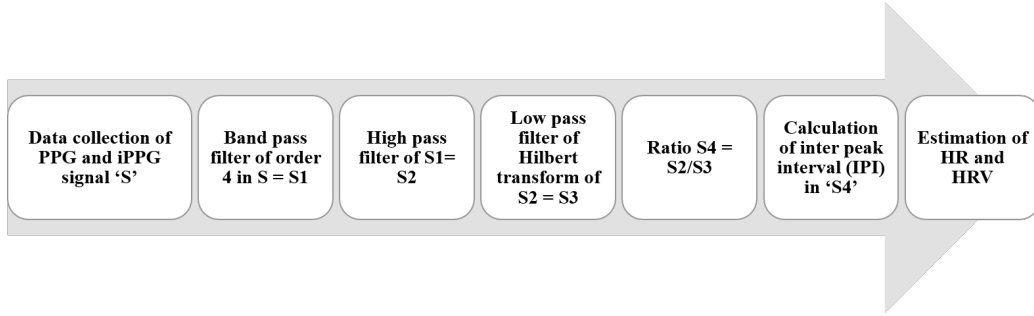 Data collection of
PPG and iPPG
signal ‘S’
Band pass
filter of order
4 in S = S1
High pass
filter of S1=
S2
Low pass
filter of
Hilbert
transform of
S2 = S3
Ratio S4 =
S2/S3
Calculation
of inter peak
interval (IPI)
in ‘S4’
Estimation of
HR and
HRV